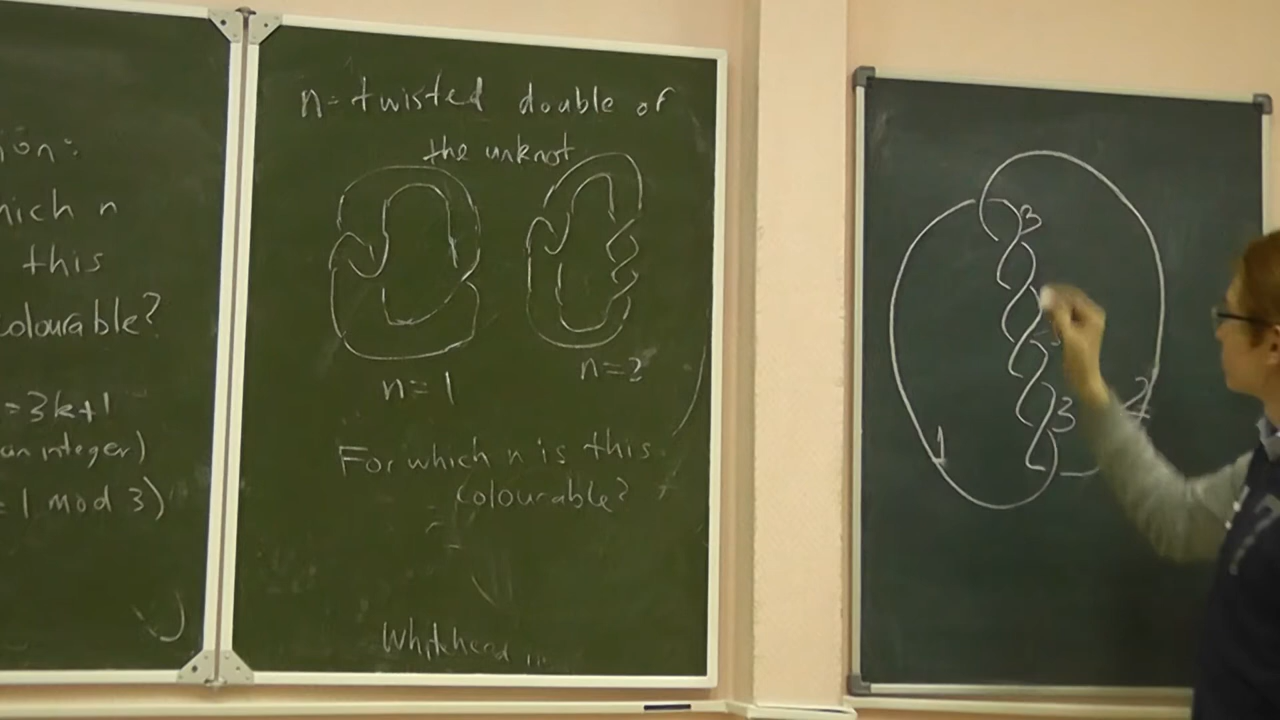 ion:
hich n
this
colourable?
=3k+1
(an integer)
= 1 mod 3)
n-twisted double of
the unknot
n=1
n=2
For which n is this
colourable?
Whitehead ...
3
3
1
2